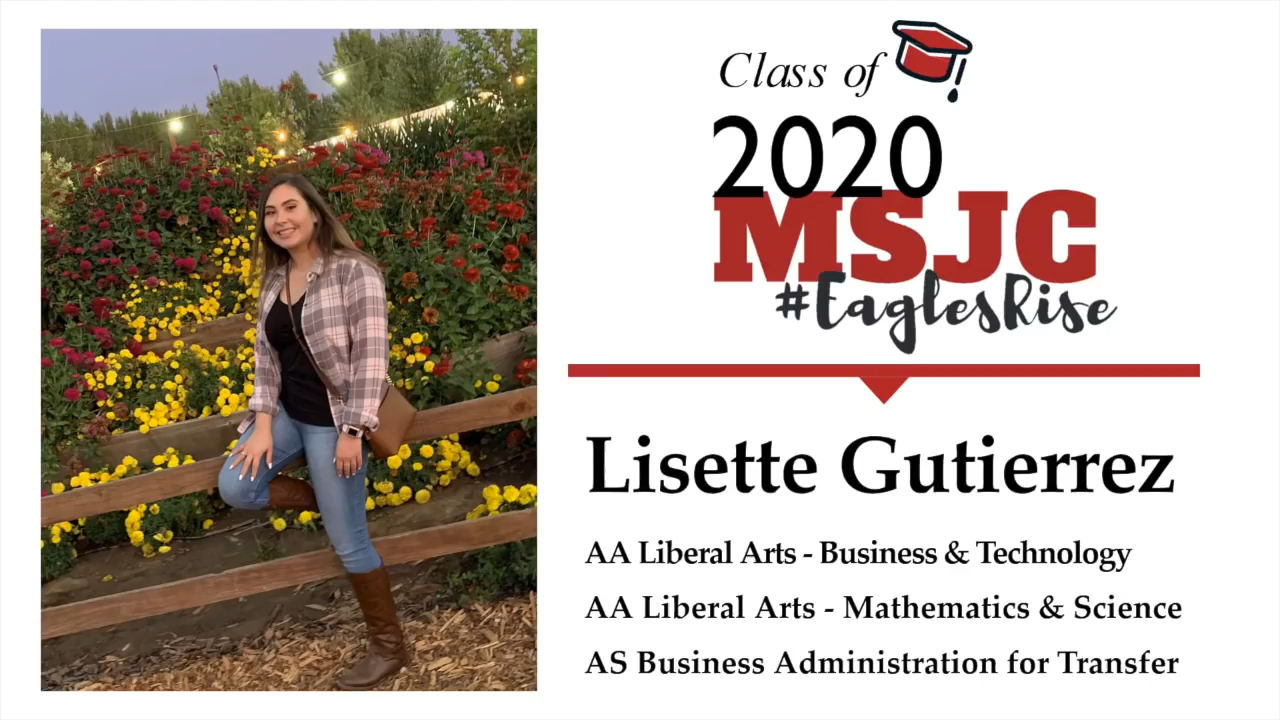 Class of
2020
MSJC
#EaglesRise
Lisette Gutierrez
AA Liberal Arts - Business & Technology
AA Liberal Arts - Mathematics & Science
AS Business Administration for Transfer